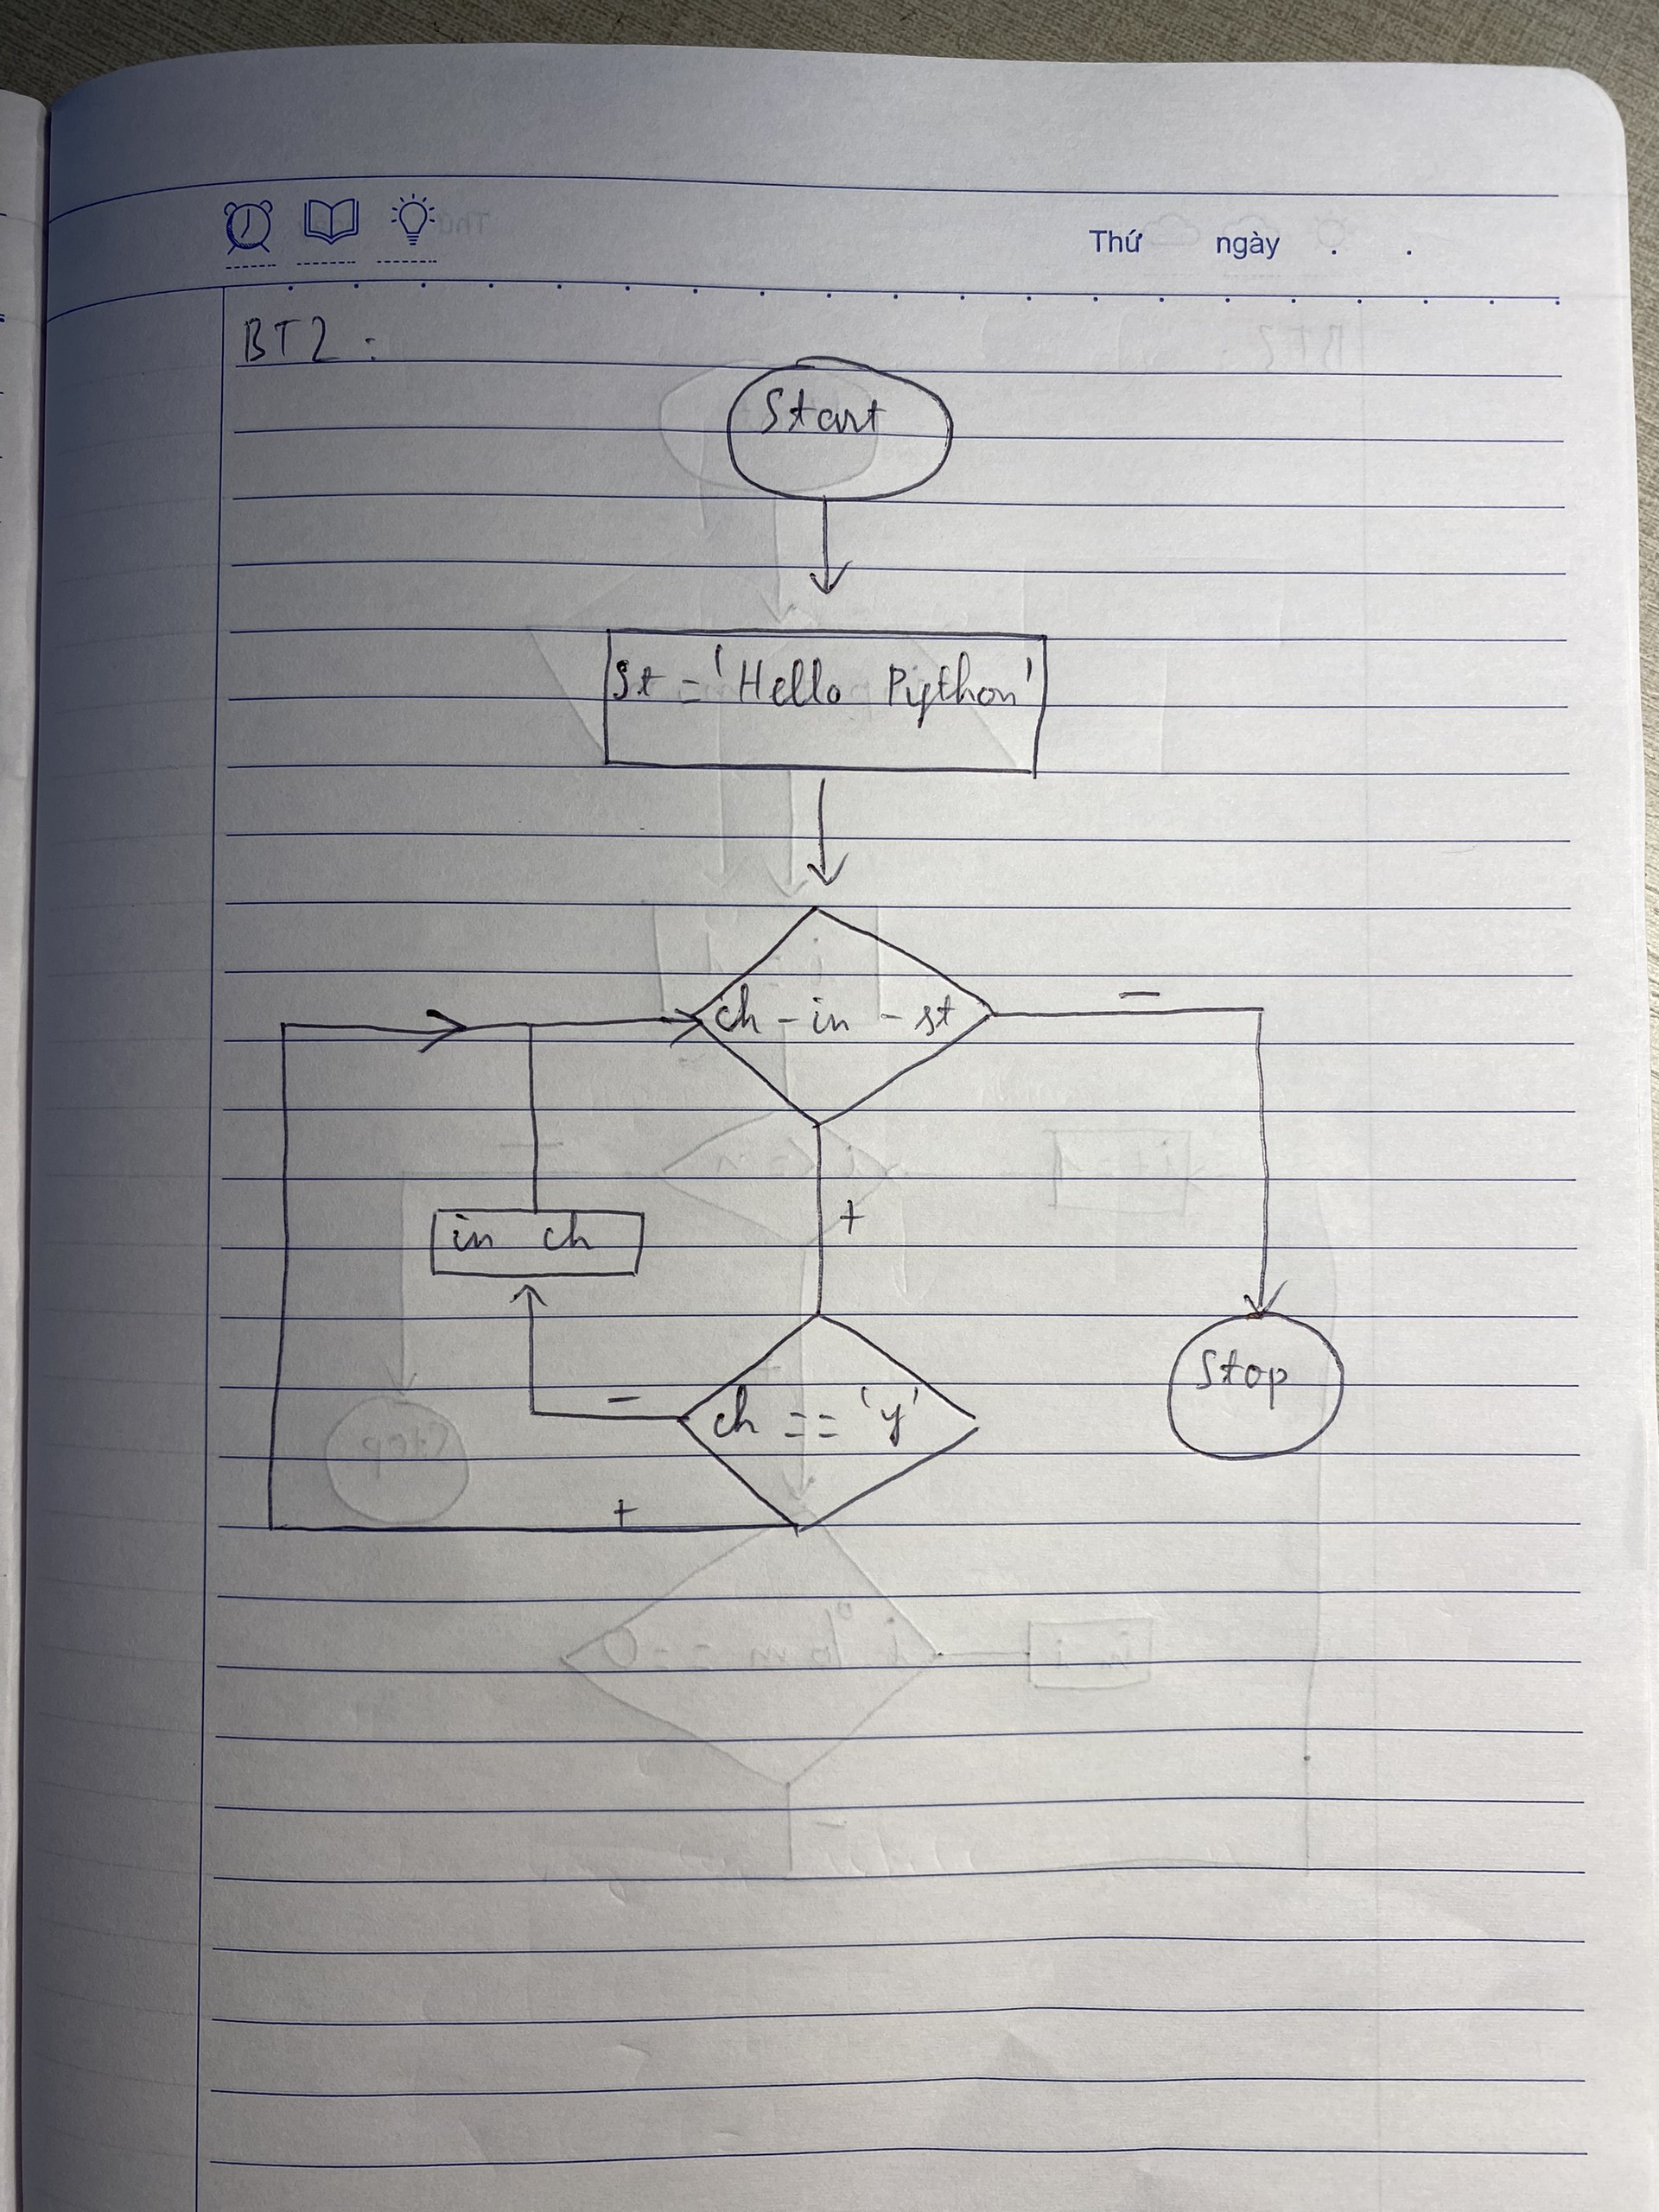 Thứ ngày . .
BT2:
Start
St = 'Hello Python'
ch - in - st
-
+
in ch
ch == 'y'
-
+
Stop